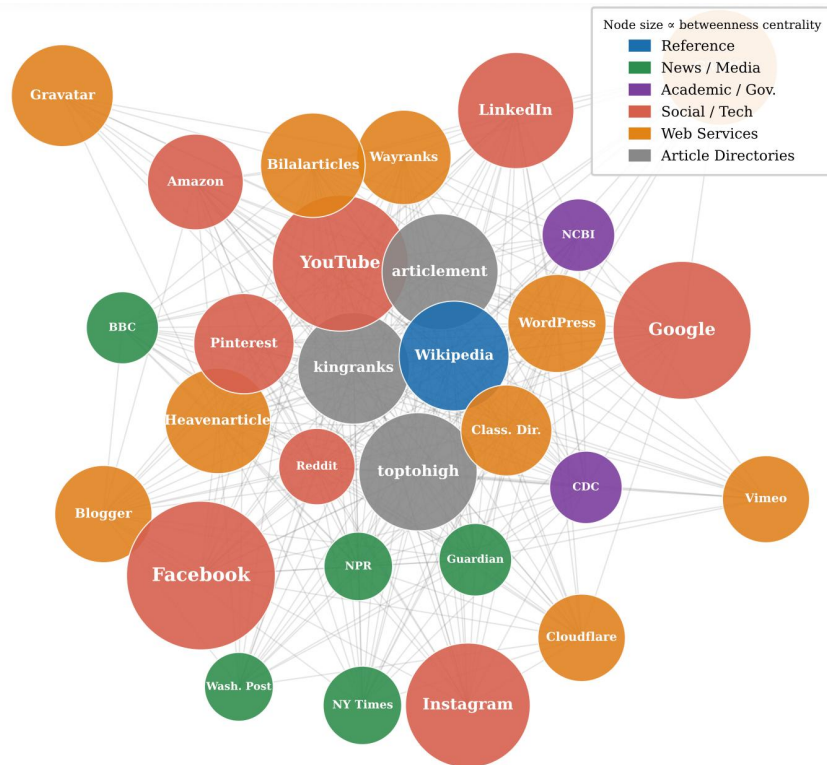 Node size ∝ betweenness centrality
Reference
News / Media
Academic / Gov.
Social / Tech
Web Services
Article Directories
Gravatar
LinkedIn
Wayranks
Bilalarticles
Amazon
NCBI
YouTube
articlement
BBC
WordPress
Google
Pinterest
Wikipedia
kingranks
Heavenarticle
Class. Dir.
Reddit
toptohigh
CDC
Vimeo
Blogger
Guardian
NPR
Facebook
Cloudflare
Wash. Post
NY Times
Instagram